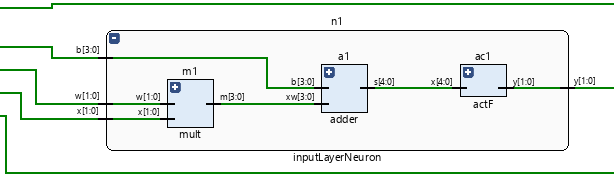 n1
b[3:0]
w[1:0]
x[1:0]
m1
w[1:0]
x[1:0]
m[3:0]
mult
a1
b[3:0]
xw[3:0]
s[4:0]
adder
ac1
x[4:0]
y[1:0]
actF
y[1:0]
inputLayerNeuron